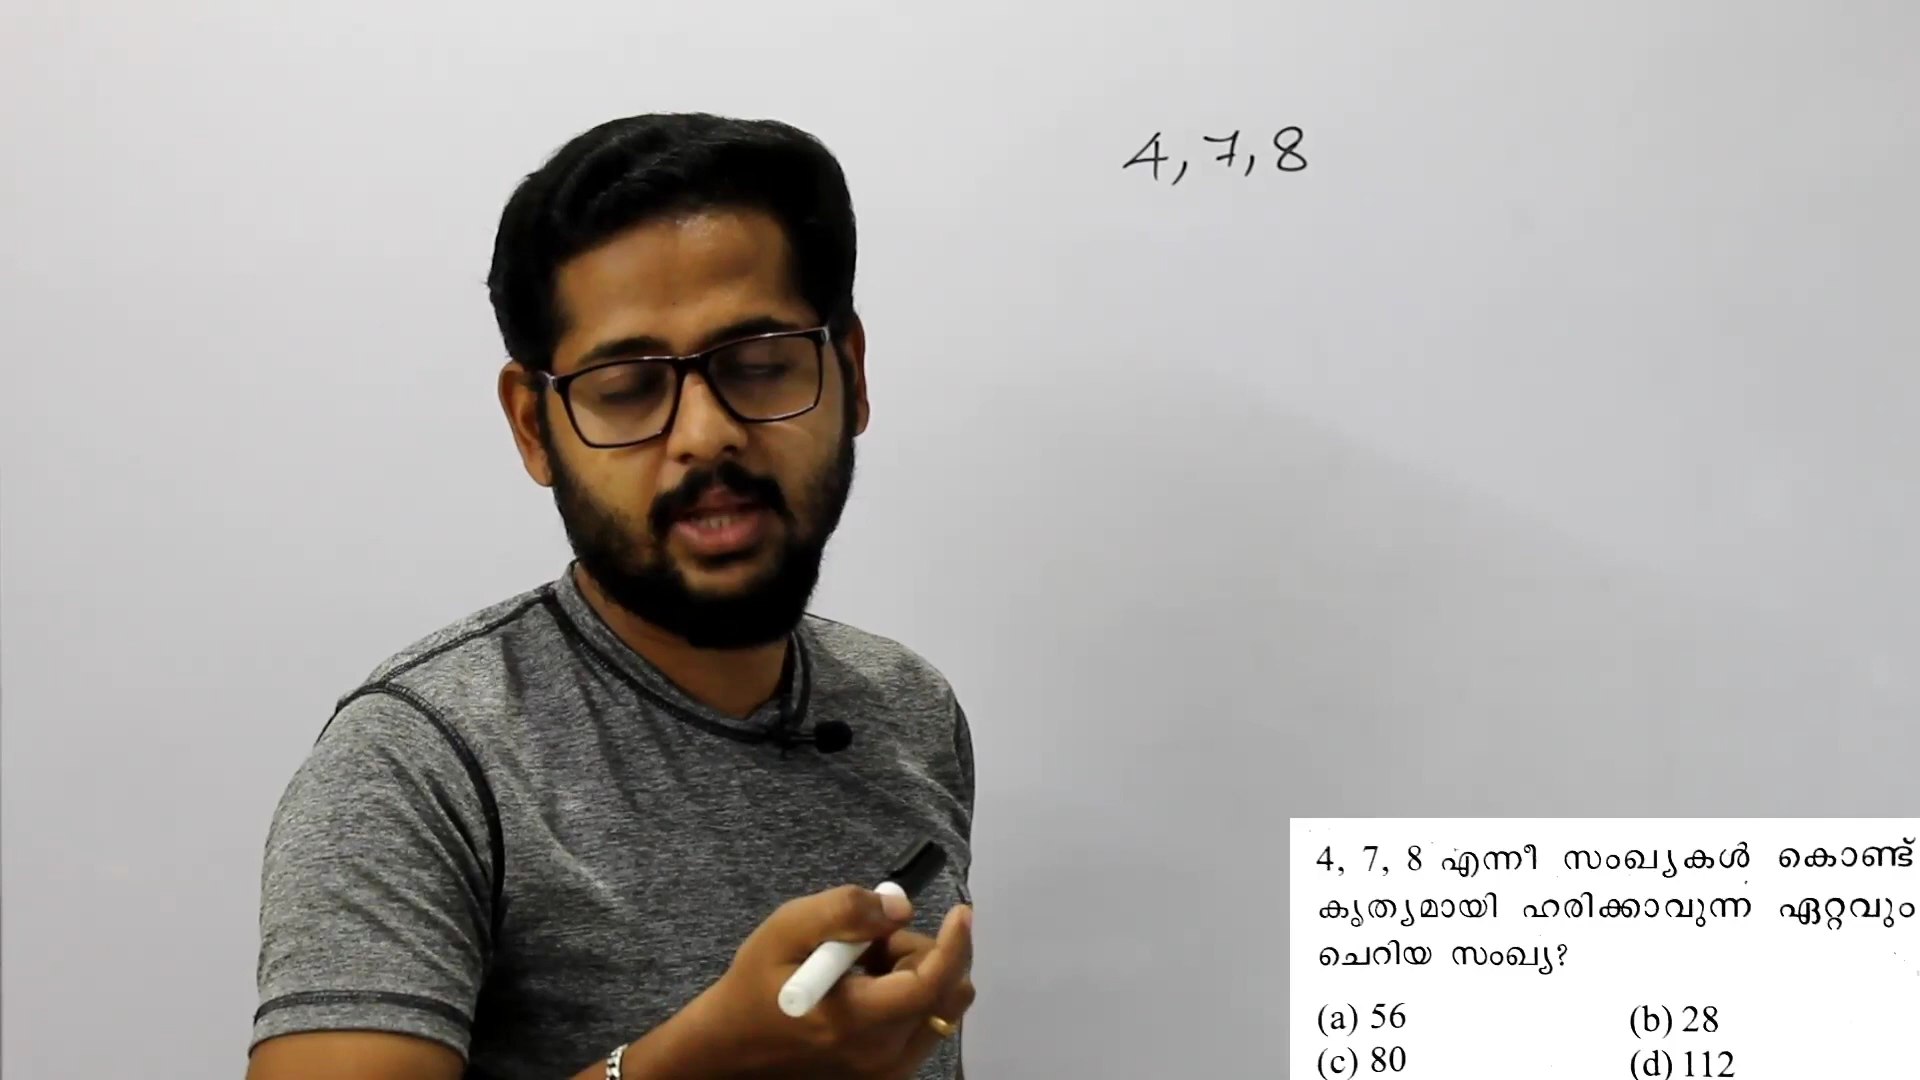 4, 7, 8
4, 7, 8 എന്നീ സംഖ്യകൾ കൊണ്ട്
കൃത്യമായി ഹരിക്കാവുന്ന ഏറ്റവും
ചെറിയ സംഖ്യ?
(a) 56 (b) 28
(c) 80 (d) 112